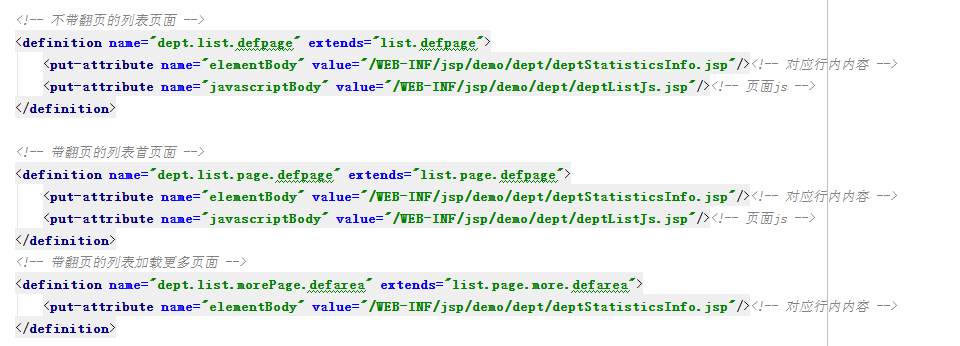 <!-- 不带翻页的列表页面 -->
<definition name="dept.list.defpage" extends="list.defpage">
<put-attribute name="elementBody" value="/WEB-INF/jsp/demo/dept/deptStatisticsInfo.jsp"/><!-- 对应行内内容 -->
<put-attribute name="javascriptBody" value="/WEB-INF/jsp/demo/dept/deptListJs.jsp"/><!-- 页面js -->
</definition>
<!-- 带翻页的列表首页面 -->
<definition name="dept.list.page.defpage" extends="list.page.defpage">
<put-attribute name="elementBody" value="/WEB-INF/jsp/demo/dept/deptStatisticsInfo.jsp"/><!-- 对应行内内容 -->
<put-attribute name="javascriptBody" value="/WEB-INF/jsp/demo/dept/deptListJs.jsp"/><!-- 页面js -->
</definition>
<!-- 带翻页的列表加载更多页面 -->
<definition name="dept.list.morePage.defarea" extends="list.page.more.defarea">
<put-attribute name="elementBody" value="/WEB-INF/jsp/demo/dept/deptStatisticsInfo.jsp"/><!-- 对应行内内容 -->
</definition>